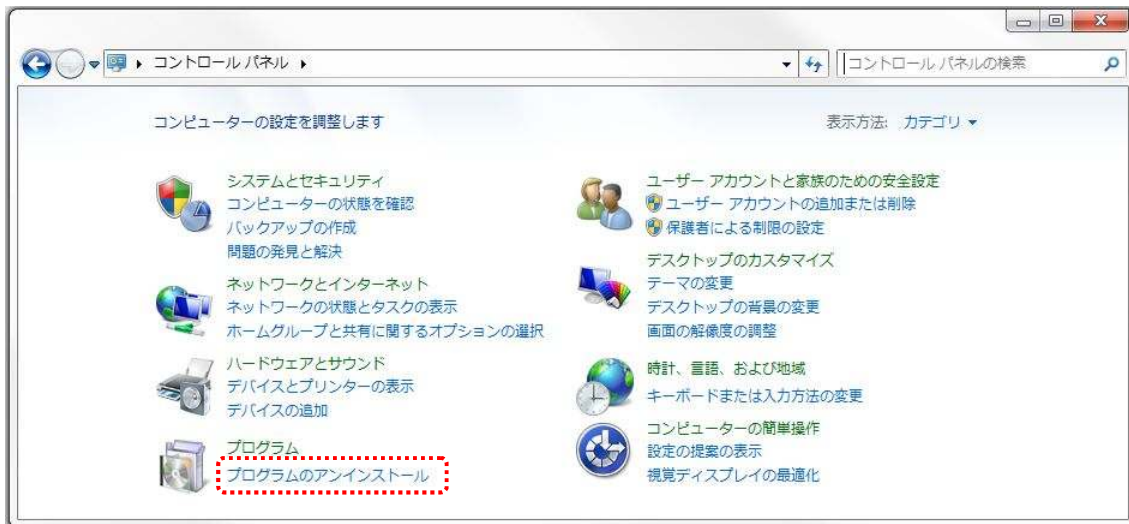 コントロール パネル
コントロール パネルの検索
コンピューターの設定を調整します
表示方法: カテゴリ
システムとセキュリティ
コンピューターの状態を確認
バックアップの作成
問題の発見と解決
ネットワークとインターネット
ネットワークの状態とタスクの表示
ホームグループと共有に関するオプションの選択
ハードウェアとサウンド
デバイスとプリンターの表示
デバイスの追加
プログラム
プログラムのアンインストール
ユーザー アカウントと家族のための安全設定
ユーザー アカウントの追加または削除
保護者による制限の設定
デスクトップのカスタマイズ
テーマの変更
デスクトップの背景の変更
画面の解像度の調整
時計、言語、および地域
キーボードまたは入力方法の変更
コンピューターの簡単操作
設定の提案の表示
視覚ディスプレイの最適化